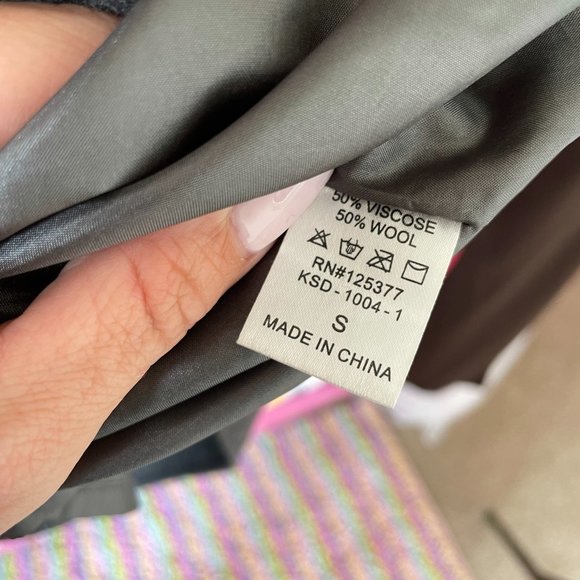 50% VISCOSE
50% WOOL
RN#125377
KSD-1004-1
S
MADE IN CHINA